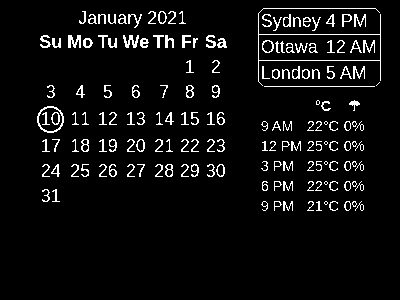 January 2021
Su Mo Tu We Th Fr Sa
1 2
3 4 5 6 7 8 9
10 11 12 13 14 15 16
17 18 19 20 21 22 23
24 25 26 27 28 29 30
31
Sydney 4 PM
Ottawa 12 AM
London 5 AM
°C
9 AM 22°C 0%
12 PM 25°C 0%
3 PM 25°C 0%
6 PM 22°C 0%
9 PM 21°C 0%